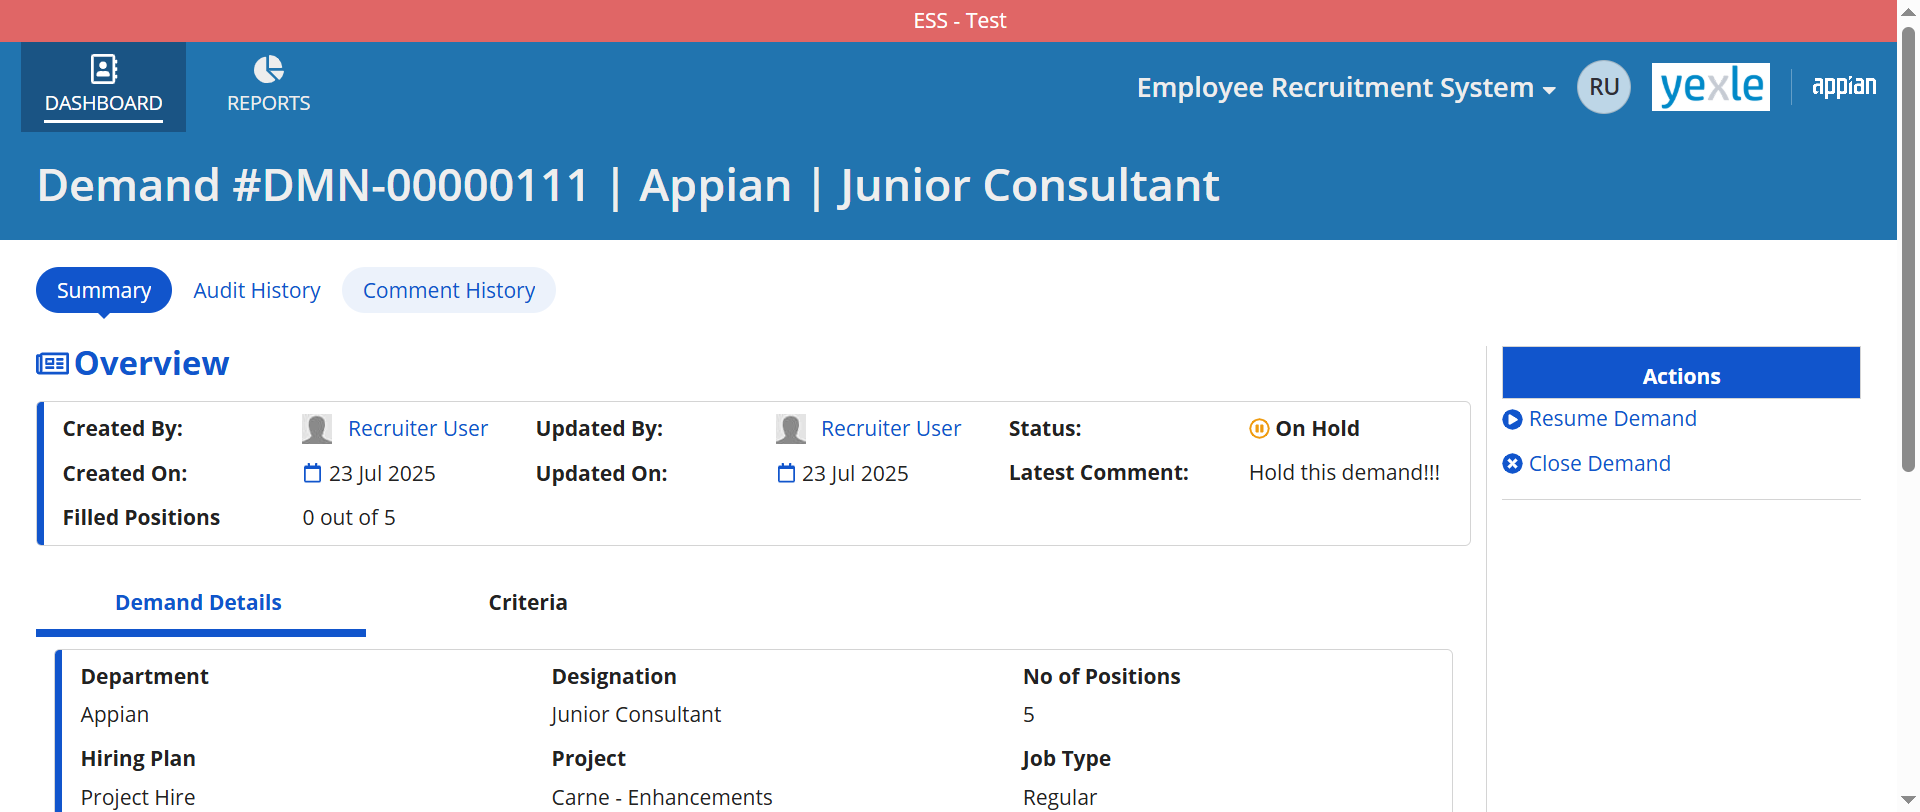 ESS - Test
DASHBOARD
REPORTS
Employee Recruitment System
RU
yexle
appian
Demand #DMN-00000111 | Appian | Junior Consultant
Summary
Audit History
Comment History
Overview
Created By: Recruiter User Updated By: Recruiter User Status: On Hold
Created On: 23 Jul 2025 Updated On: 23 Jul 2025 Latest Comment: Hold this demand!!!
Filled Positions 0 out of 5
Actions
Resume Demand
Close Demand
Demand Details Criteria
Department Designation No of Positions
Appian Junior Consultant 5
Hiring Plan Project Job Type
Project Hire Carne - Enhancements Regular